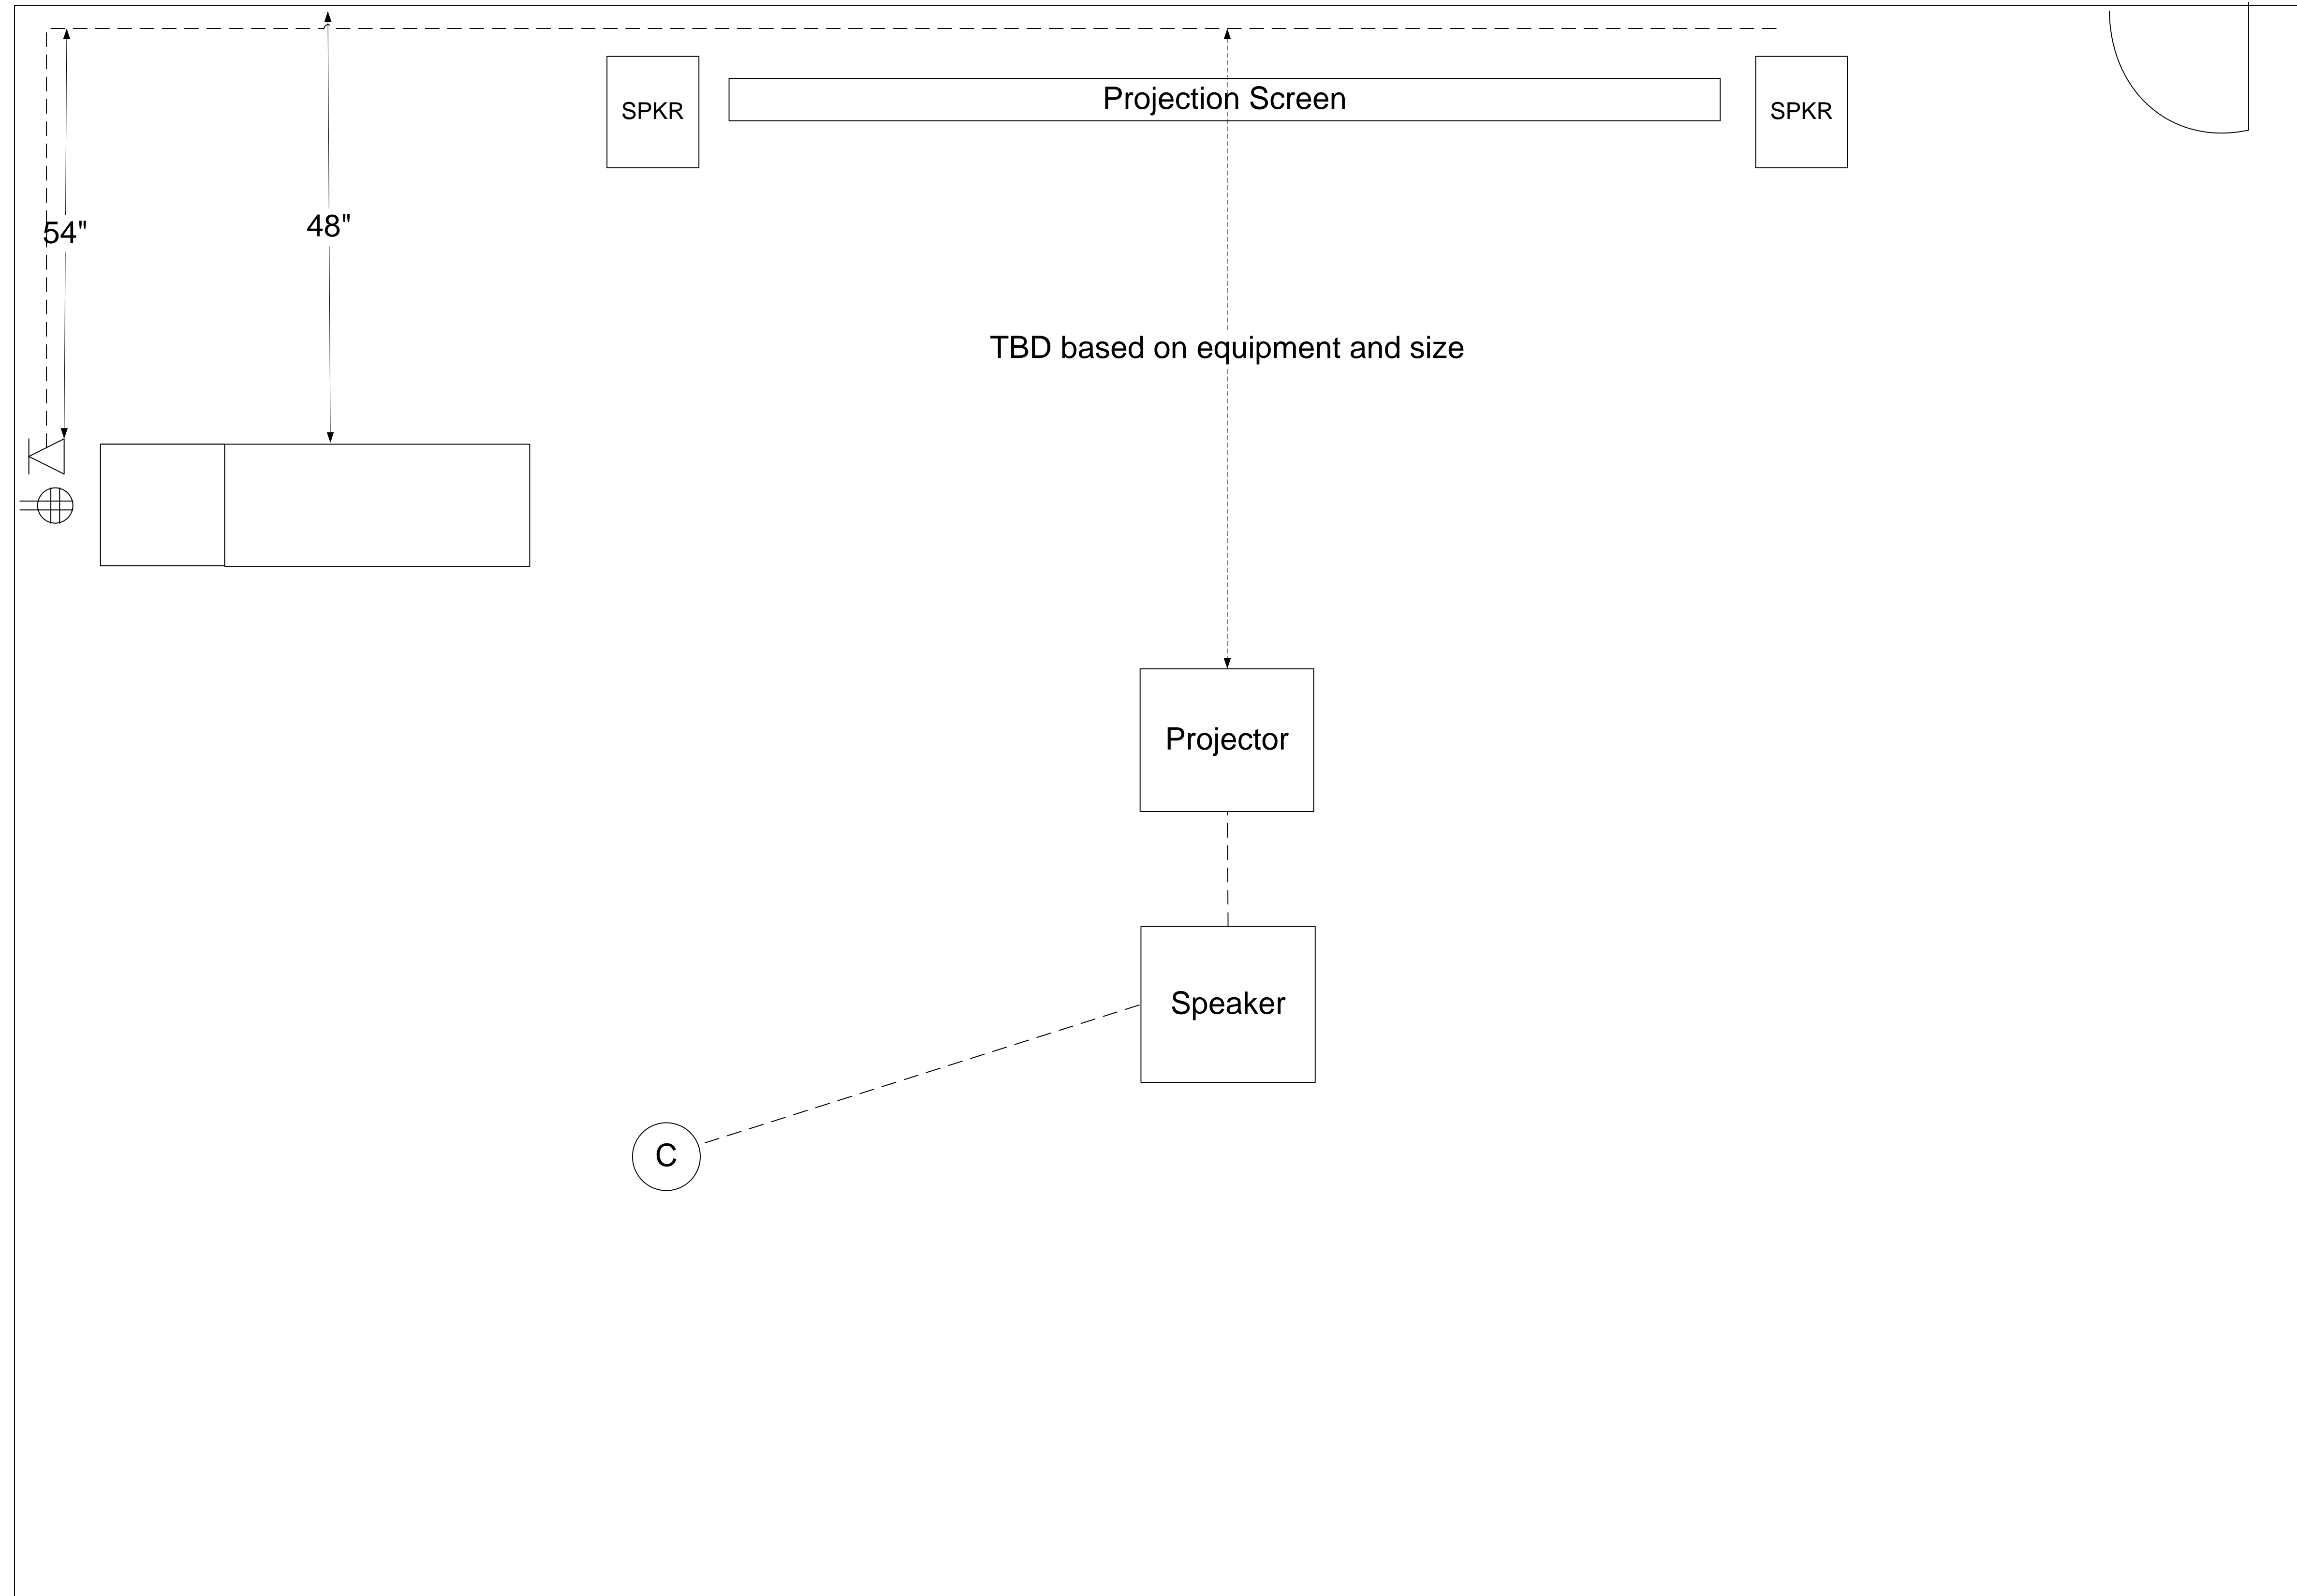 SPKR
Projection Screen
SPKR
54"
48"
TBD based on equipment and size
Projector
Speaker
C